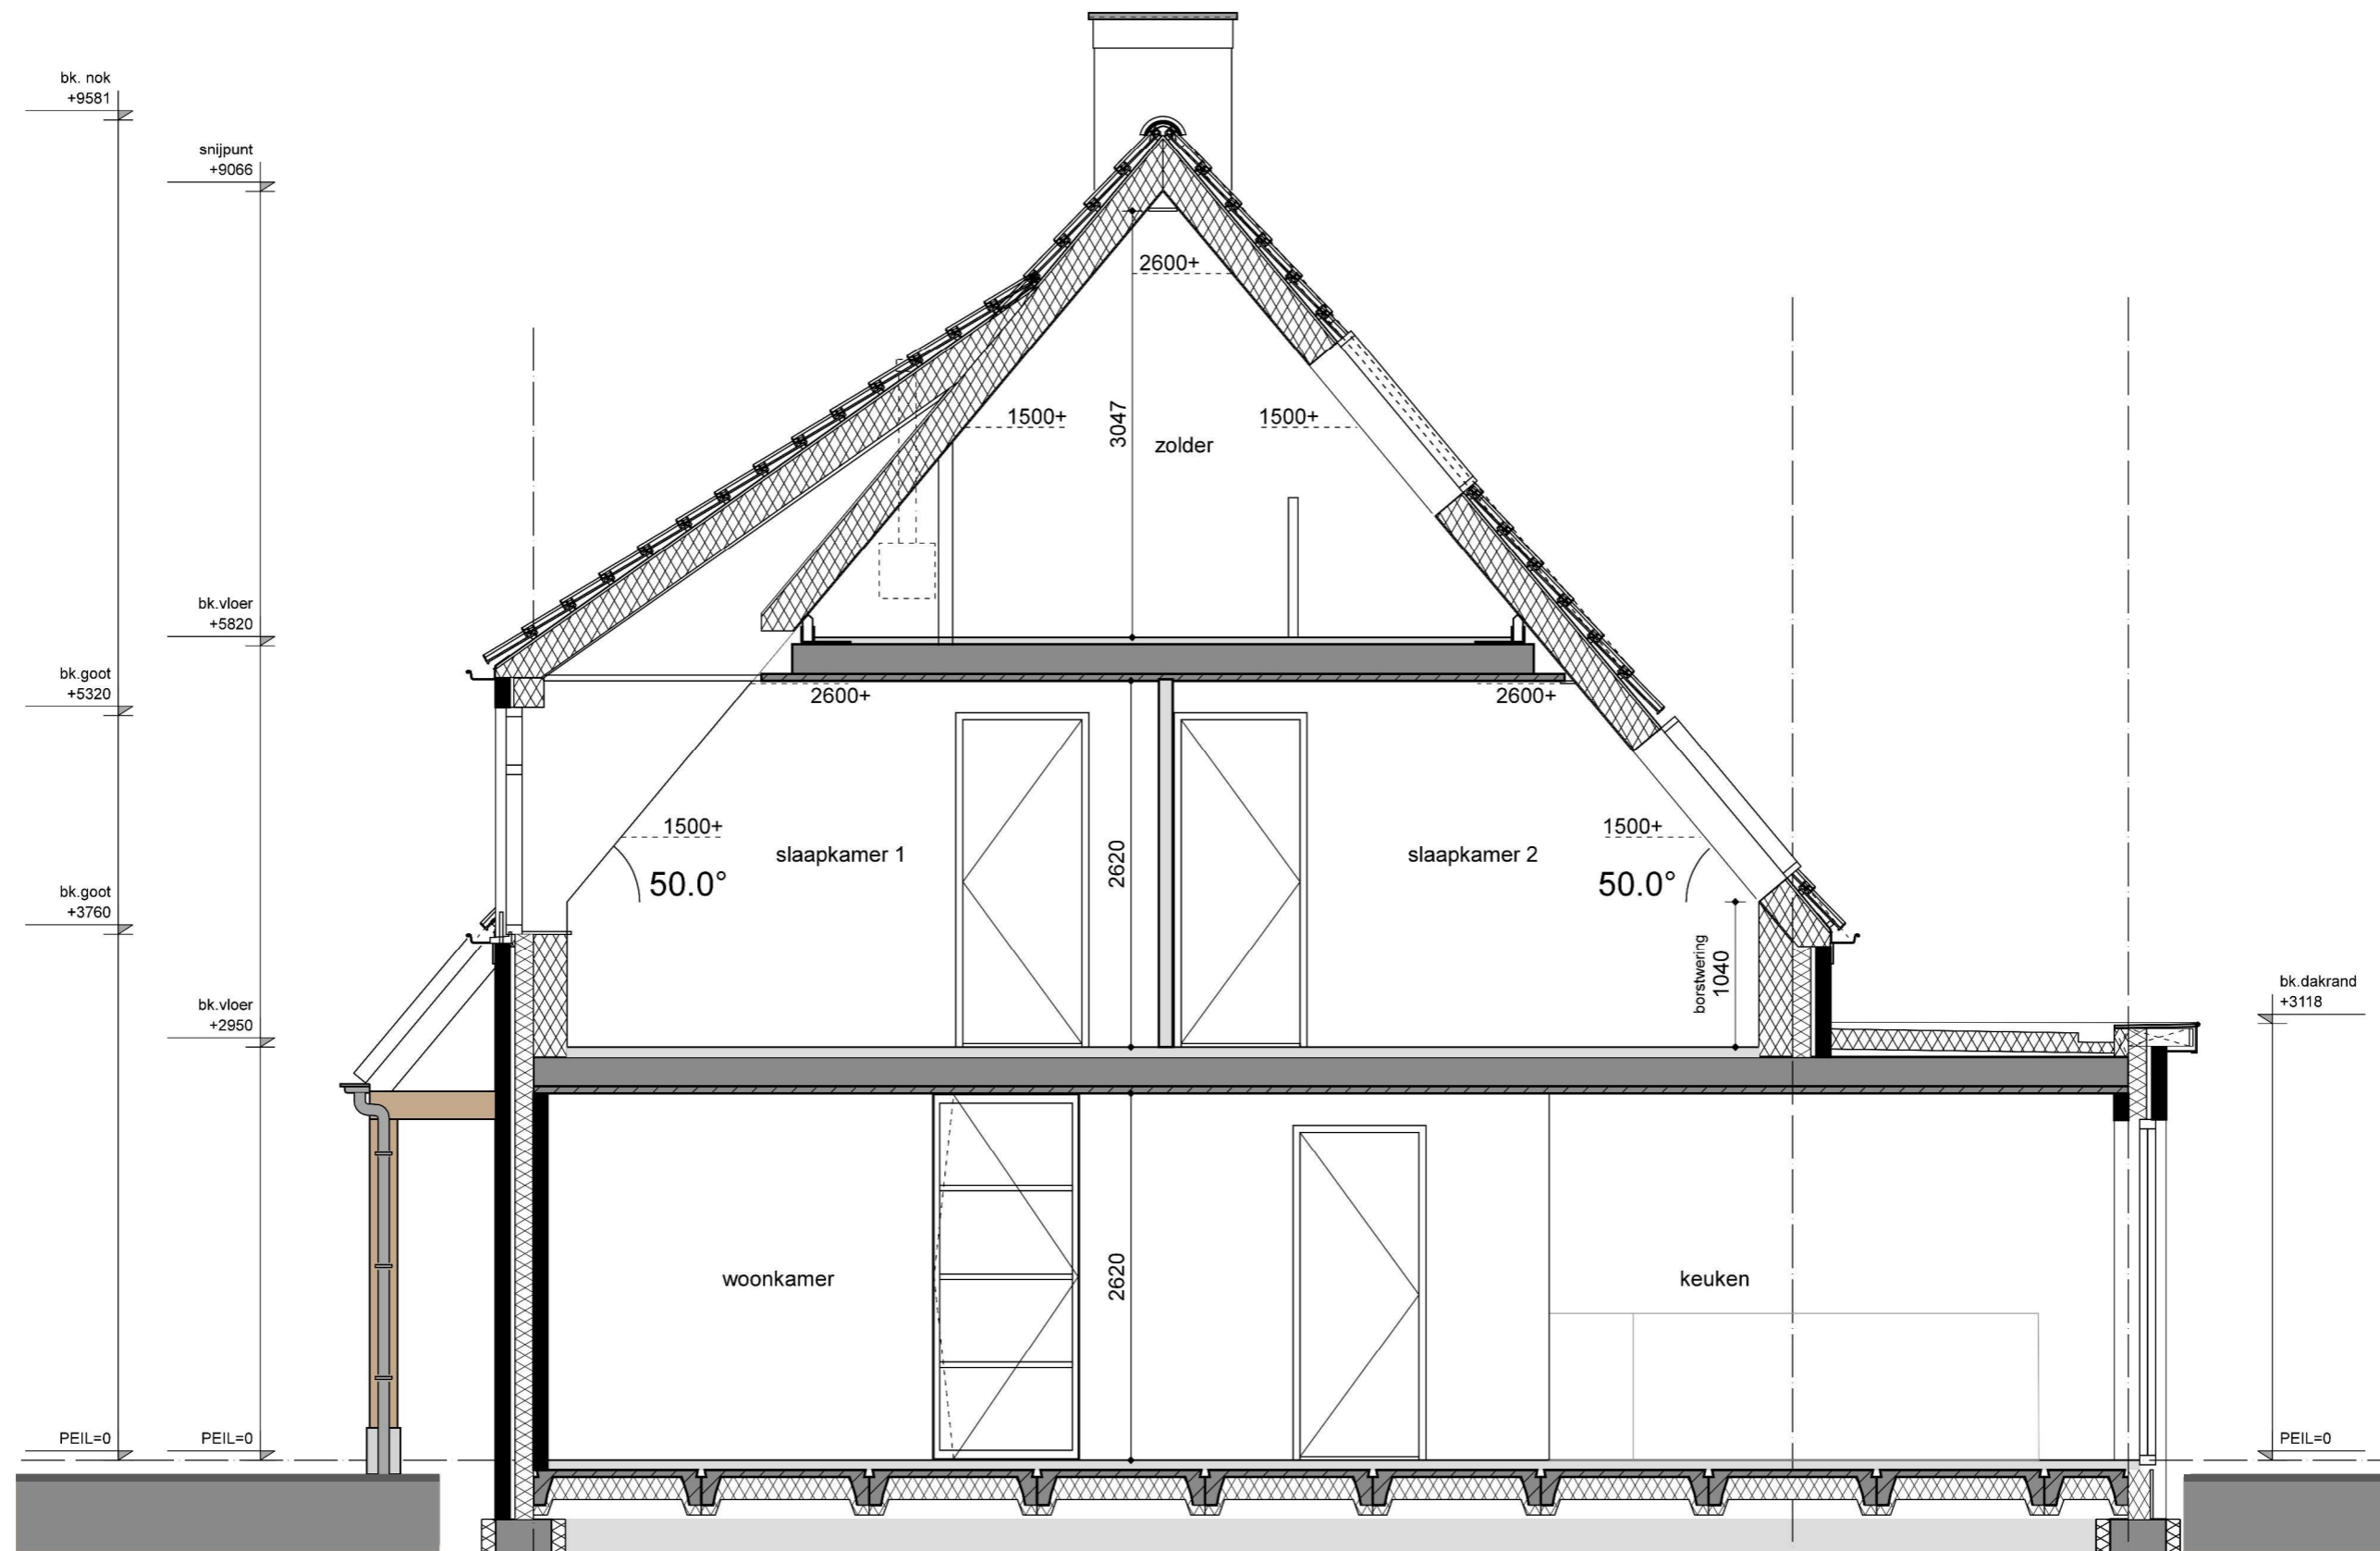 bk. nok
+9581
snijpunt
+9066
2600+
1500+
1500+
3047
zolder
bk.vloer
+5820
bk.goot
+5320
2600+
2600+
1500+
1500+
slaapkamer 1
2620
slaapkamer 2
50.0°
50.0°
bk.goot
+3760
borstwering
1040
bk.vloer
+2950
bk.dakrand
+3118
woonkamer
2620
keuken
PEIL=0
PEIL=0
PEIL=0